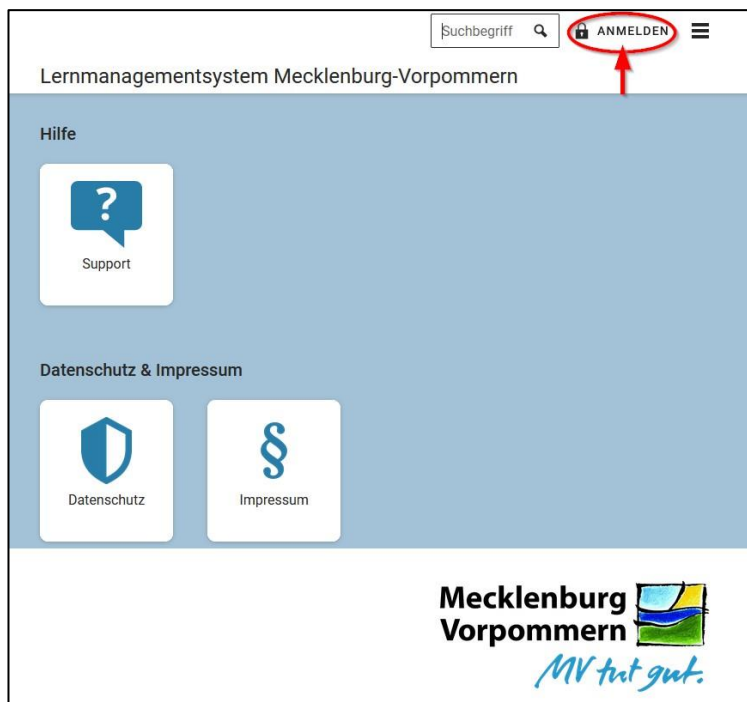 Suchbegriff ANMELDEN
Lernmanagementsystem Mecklenburg-Vorpommern
Hilfe
?
Support
Datenschutz & Impressum
§
Datenschutz Impressum
Mecklenburg
Vorpommern
MV tut gut.